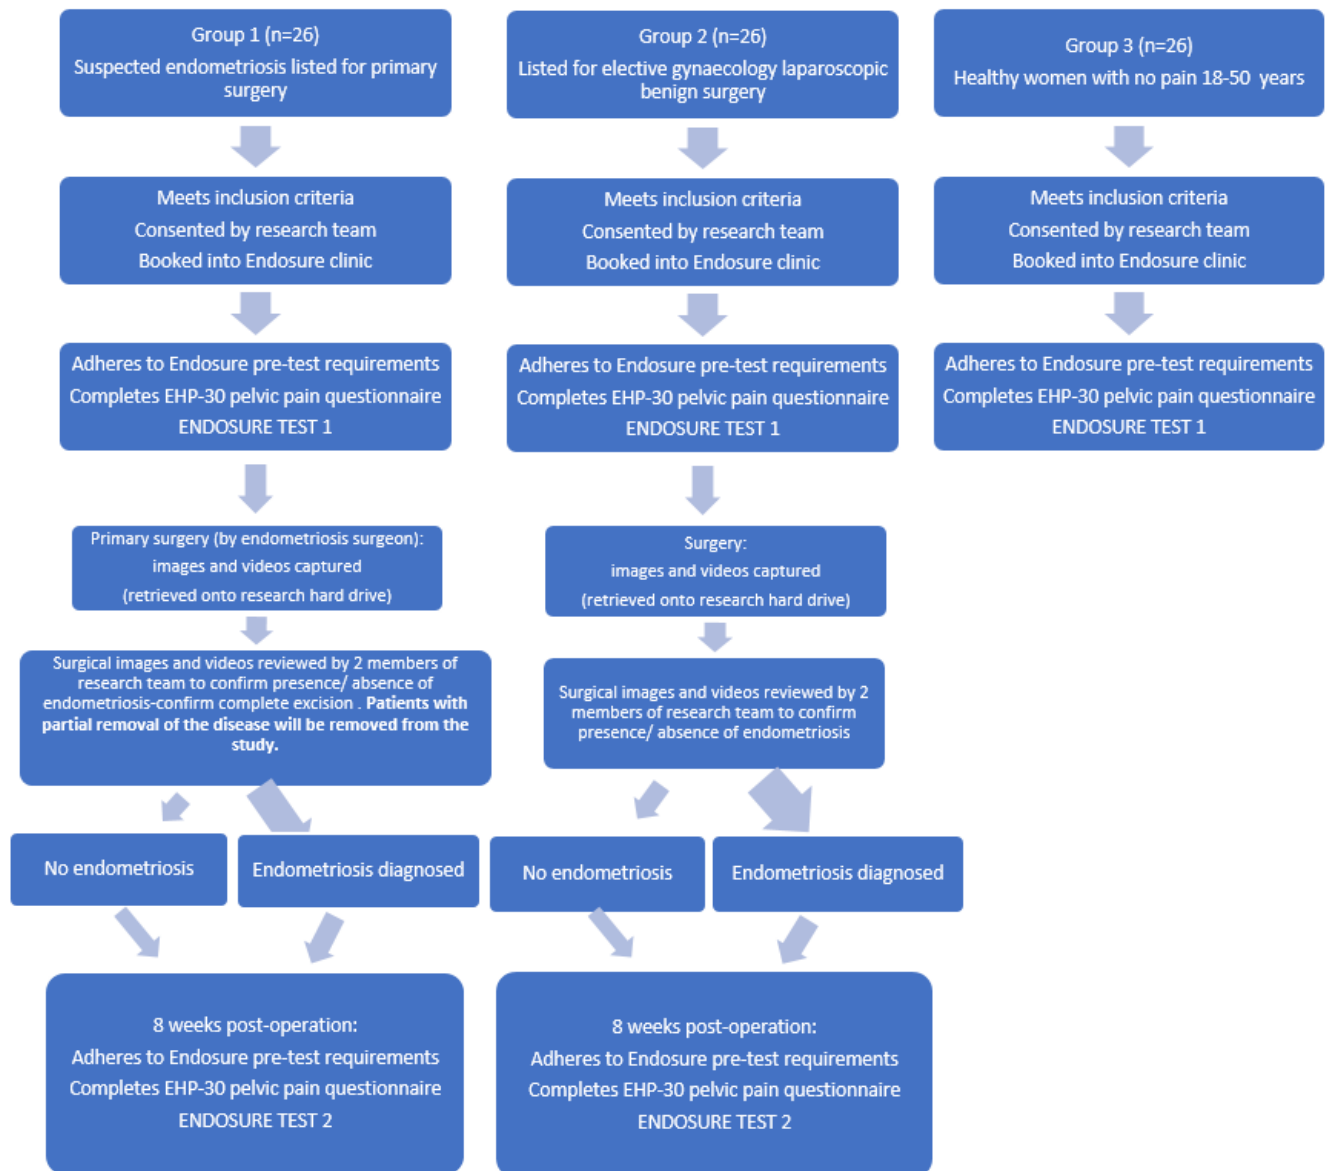 Group 1 (n=26)
Suspected endometriosis listed for primary
surgery
Meets inclusion criteria
Consented by research team
Booked into Endosure clinic
Adheres to Endosure pre-test requirements
Completes EHP-30 pelvic pain questionnaire
ENDOSURE TEST 1
Primary surgery (by endometriosis surgeon):
images and videos captured
(retrieved onto research hard drive)
Surgical images and videos reviewed by 2 members of
research team to confirm presence/ absence of
endometriosis-confirm complete excision . Patients with
partial removal of the disease will be removed from the
study.
No endometriosis
Endometriosis diagnosed
8 weeks post-operation:
Adheres to Endosure pre-test requirements
Completes EHP-30 pelvic pain questionnaire
ENDOSURE TEST 2
Group 2 (n=26)
Listed for elective gynaecology laparoscopic
benign surgery
Meets inclusion criteria
Consented by research team
Booked into Endosure clinic
Adheres to Endosure pre-test requirements
Completes EHP-30 pelvic pain questionnaire
ENDOSURE TEST 1
Surgery:
images and videos captured
(retrieved onto research hard drive)
Surgical images and videos reviewed by 2
members of research team to confirm
presence/ absence of endometriosis
No endometriosis
Endometriosis diagnosed
8 weeks post-operation:
Adheres to Endosure pre-test requirements
Completes EHP-30 pelvic pain questionnaire
ENDOSURE TEST 2
Group 3 (n=26)
Healthy women with no pain 18-50 years
Meets inclusion criteria
Consented by research team
Booked into Endosure clinic
Adheres to Endosure pre-test requirements
Completes EHP-30 pelvic pain questionnaire
ENDOSURE TEST 1